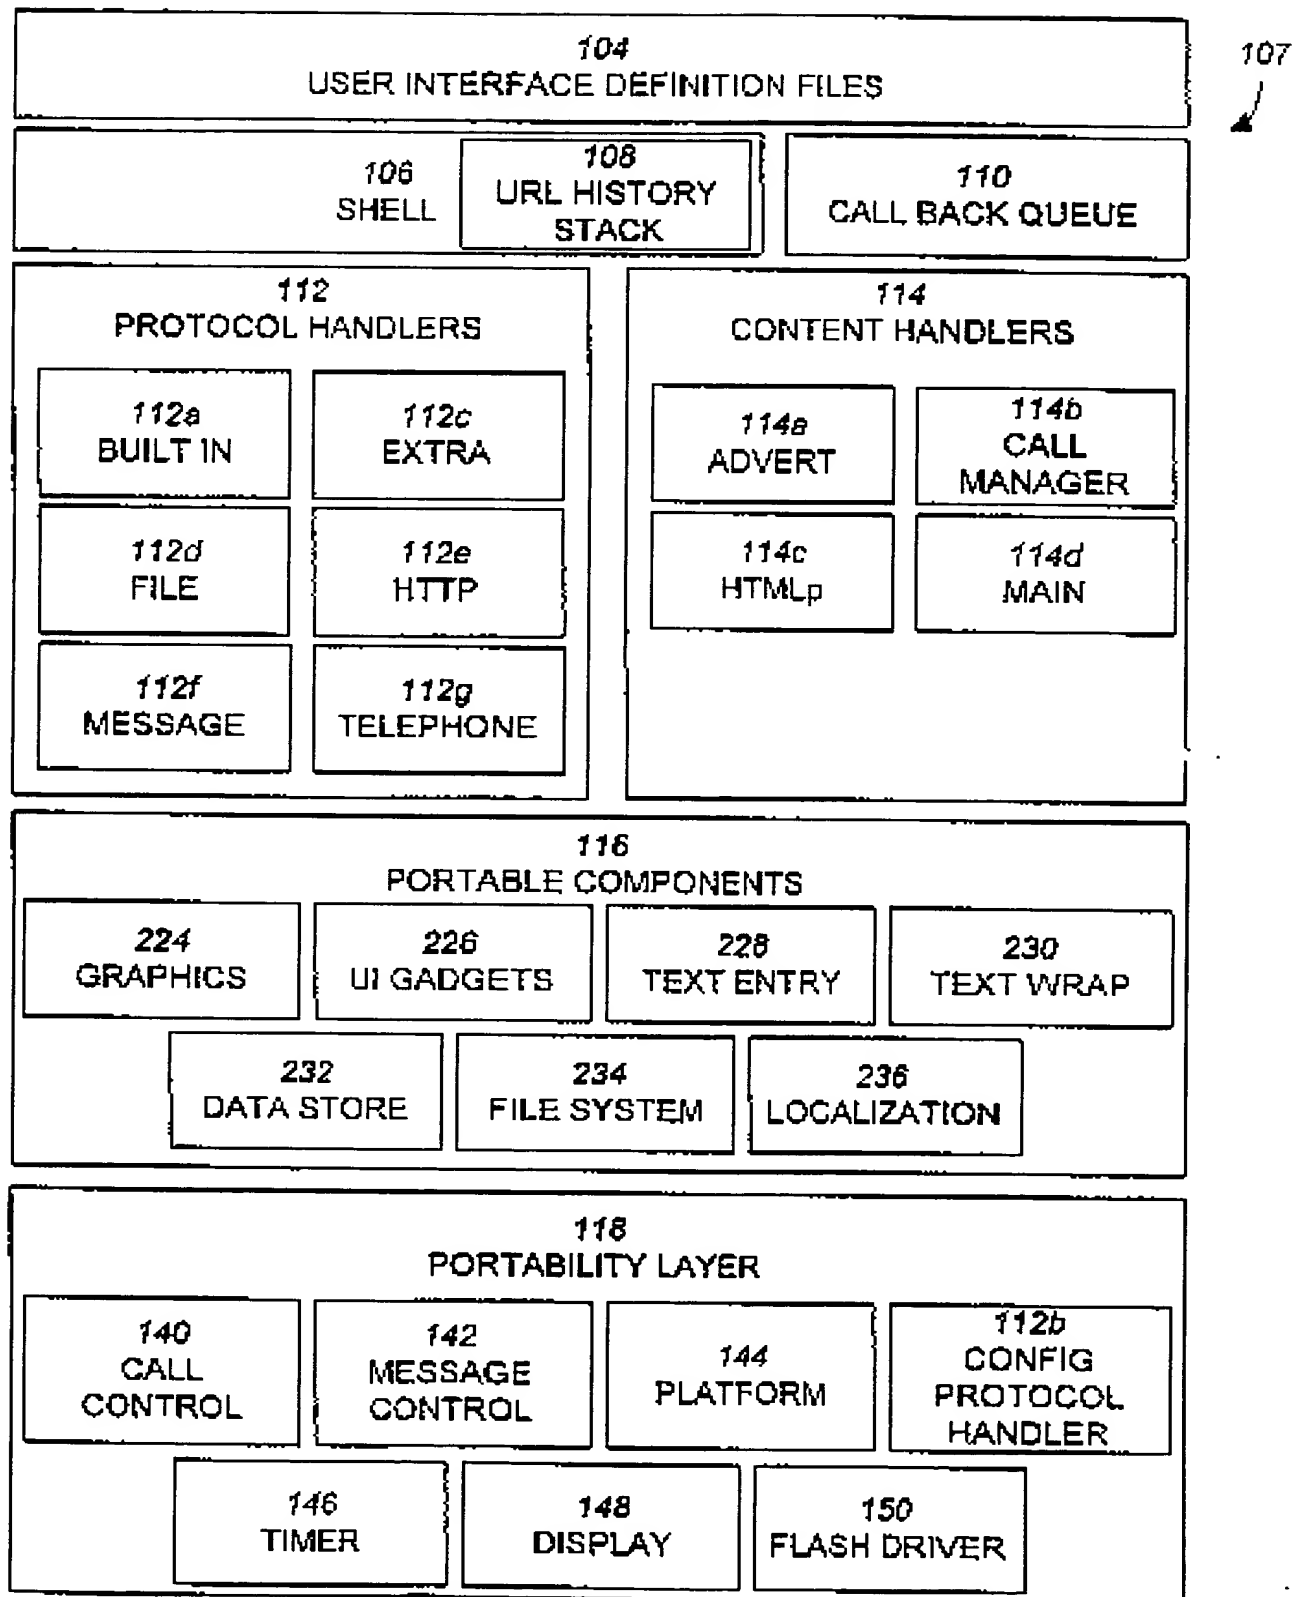 104
USER INTERFACE DEFINITION FILES
107
106
SHELL
108
URL HISTORY
STACK
110
CALL BACK QUEUE
112
PROTOCOL HANDLERS
112a
BUILT IN
112c
EXTRA
112d
FILE
112e
HTTP
112f
MESSAGE
112g
TELEPHONE
114
CONTENT HANDLERS
114a
ADVERT
114b
CALL
MANAGER
114c
HTMLp
114d
MAIN
116
PORTABLE COMPONENTS
224
GRAPHICS
226
UI GADGETS
228
TEXT ENTRY
230
TEXT WRAP
232
DATA STORE
234
FILE SYSTEM
236
LOCALIZATION
118
PORTABILITY LAYER
140
CALL
CONTROL
142
MESSAGE
CONTROL
144
PLATFORM
112b
CONFIG
PROTOCOL
HANDLER
146
TIMER
148
DISPLAY
150
FLASH DRIVER